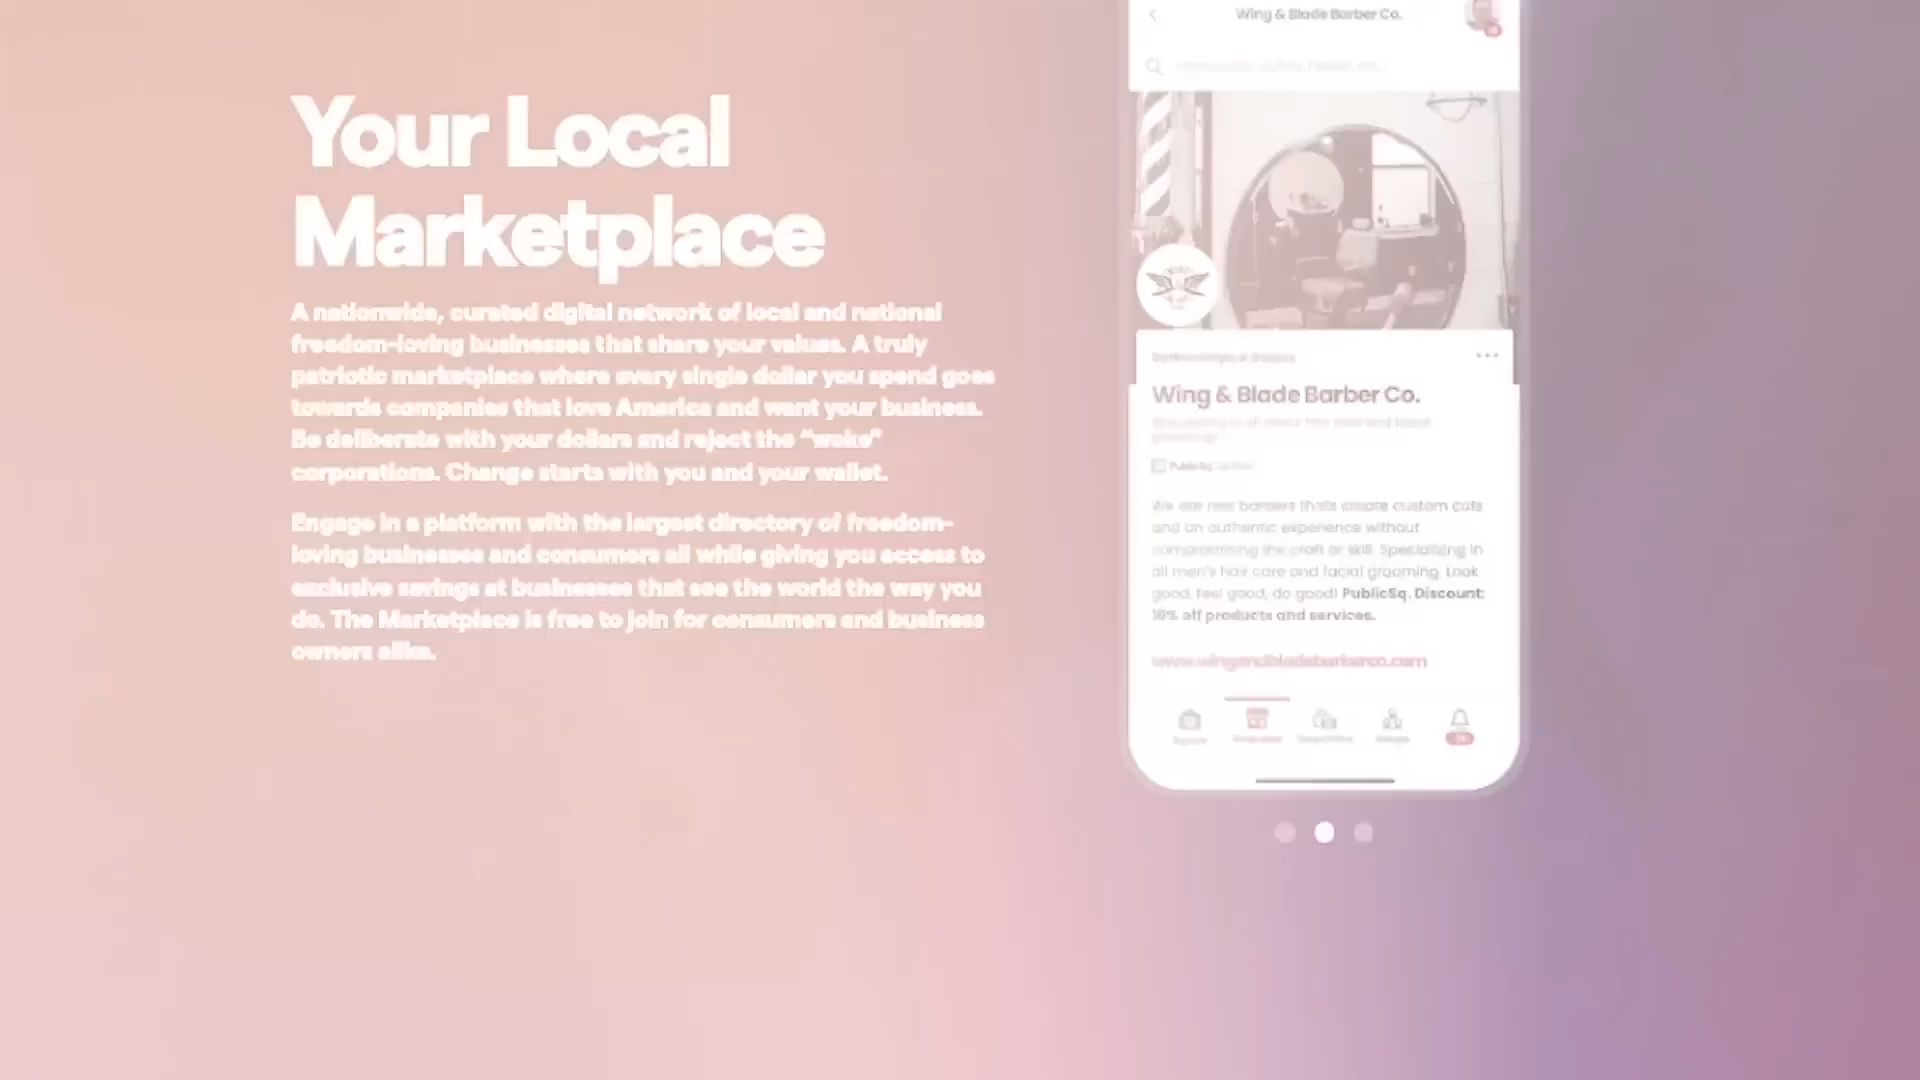 Your Local
Marketplace
A nationwide, curated digital network of local and national
freedom-loving businesses that share your values. A truly
patriotic marketplace where every single dollar you spend goes
towards companies that love America and want your business.
Be deliberate with your dollars and reject the “woke”
corporations. Change starts with you and your wallet.
Engage in a platform with the largest directory of freedom-
loving businesses and consumers all while giving you access to
exclusive savings at businesses that see the world the way you
do. The Marketplace is free to join for consumers and business
owners alike.
Wing & Blade Barber Co.
Wing & Blade Barber Co.
PublicSq.
We are
barbers
create custom cuts
and an authentic experience without
compromising the craft or skill. Specializing in
all men's hair care and facial grooming. Look
good, feel good, do good! PublicSq. Discount:
off products and services.
www.wingandbladebarberco.com